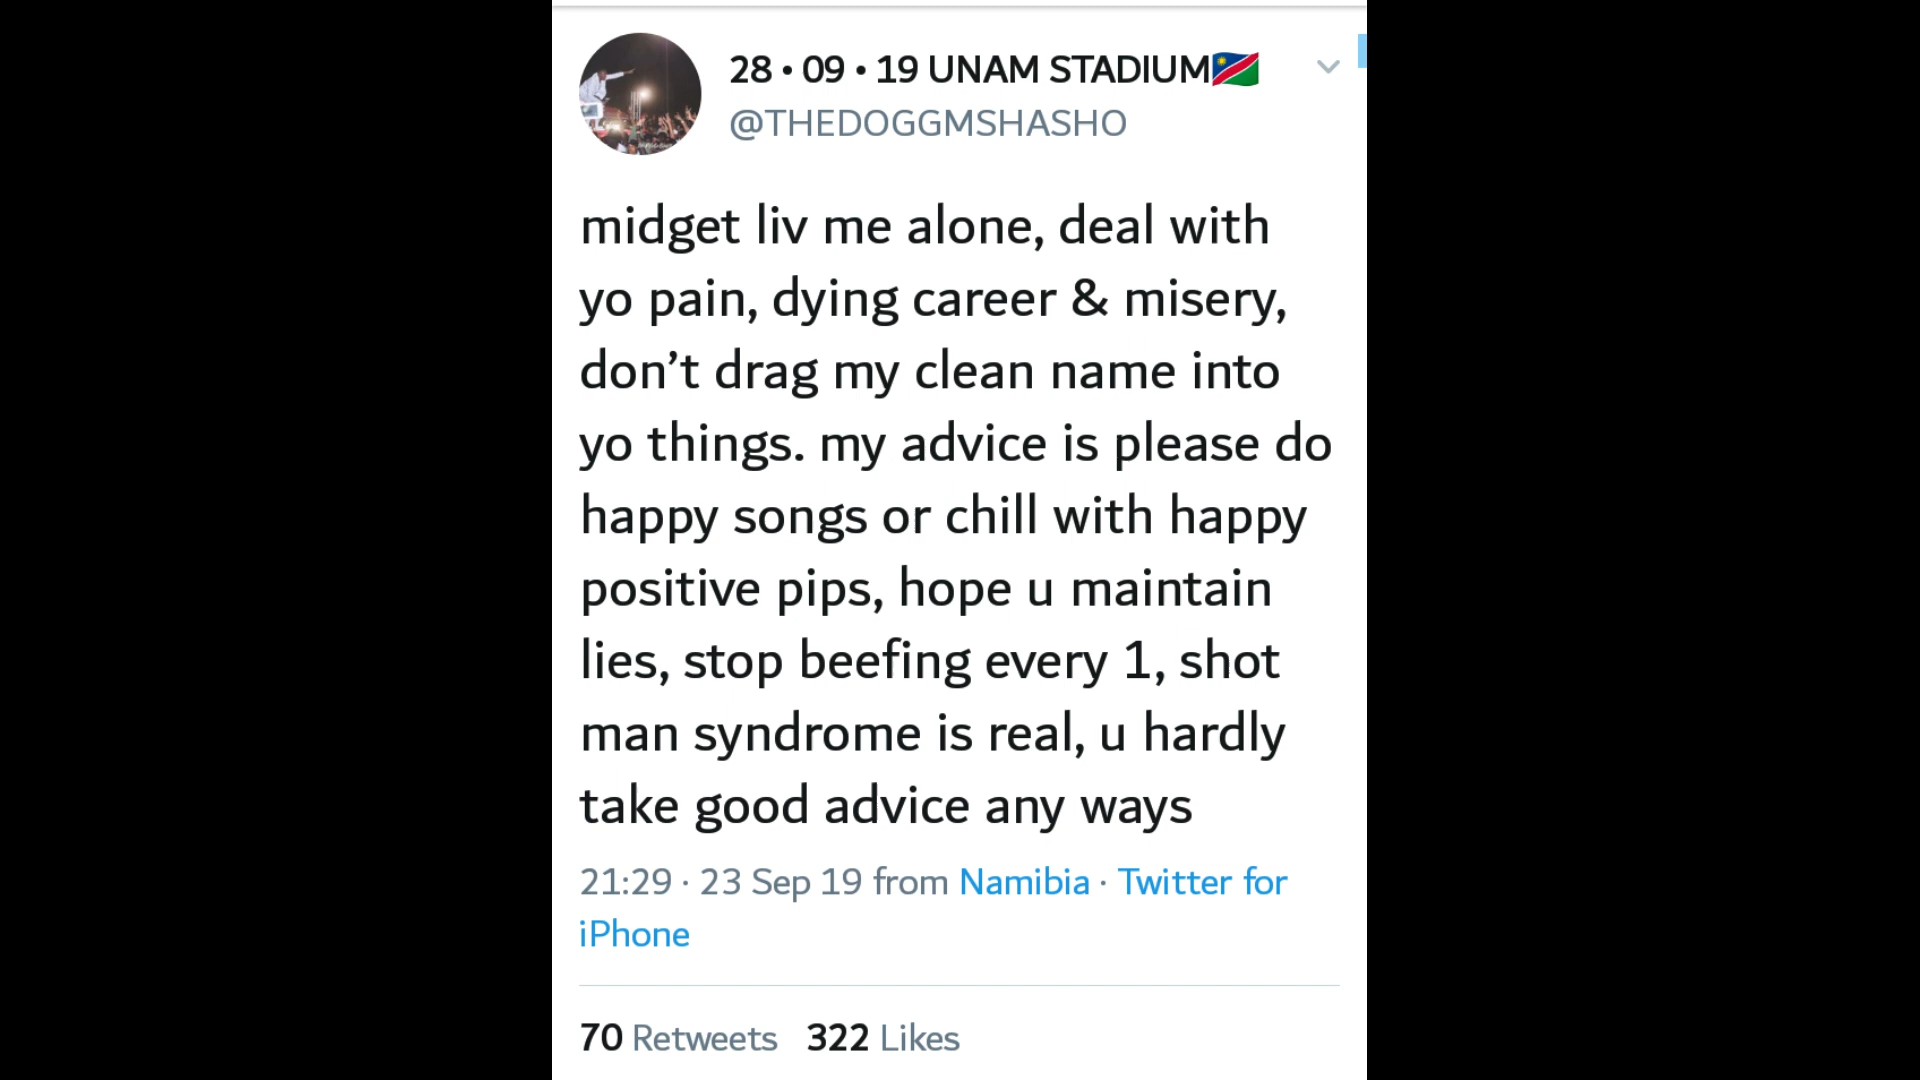 28 • 09 • 19 UNAM STADIUM🇳🇦
@THEDOGGMSHASHO
midget liv me alone, deal with
yo pain, dying career & misery,
don’t drag my clean name into
yo things. my advice is please do
happy songs or chill with happy
positive pips, hope u maintain
lies, stop beefing every 1, shot
man syndrome is real, u hardly
take good advice any ways
21:29 · 23 Sep 19 from Namibia · Twitter for
iPhone
70 Retweets 322 Likes